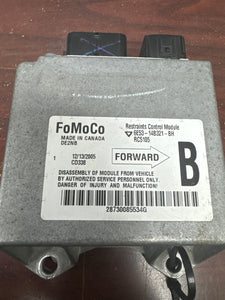 Restraints Control Module
FoMoCo
6E53-14B321-BH
MADE IN CANADA
RC5105
DE2NB
12/13/2005
1
CD338
FORWARD
B
DISASSEMBLY OF MODULE FROM VEHICLE
BY AUTHORIZED PERSONNEL ONLY.
DANGER OF INJURY AND MALFUNCTION!
28730085534G